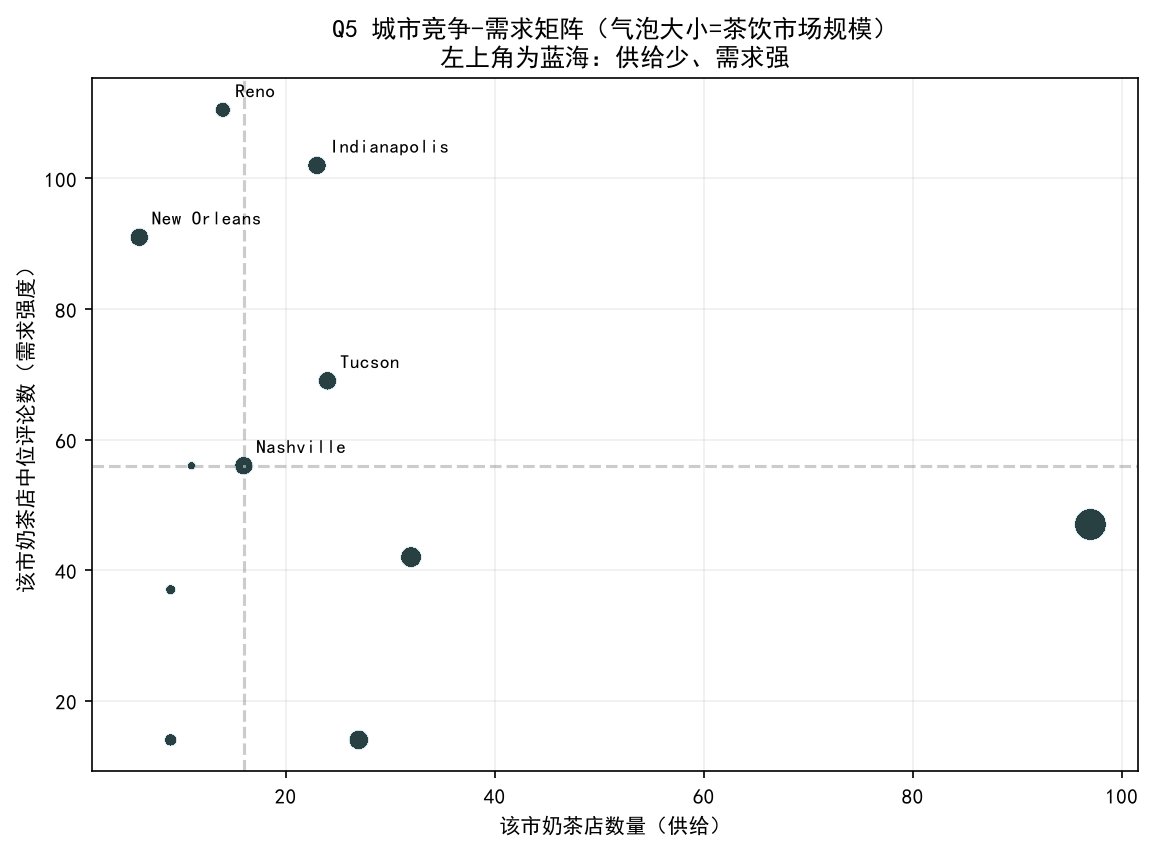 Q5 城市竞争-需求矩阵（气泡大小=茶饮市场规模）
左上角为蓝海：供给少、需求强
该市奶茶店中位评论数（需求强度）
100
80
60
40
20
Reno
Indianapolis
New Orleans
Tucson
Nashville
20
40
60
80
100
该市奶茶店数量（供给）